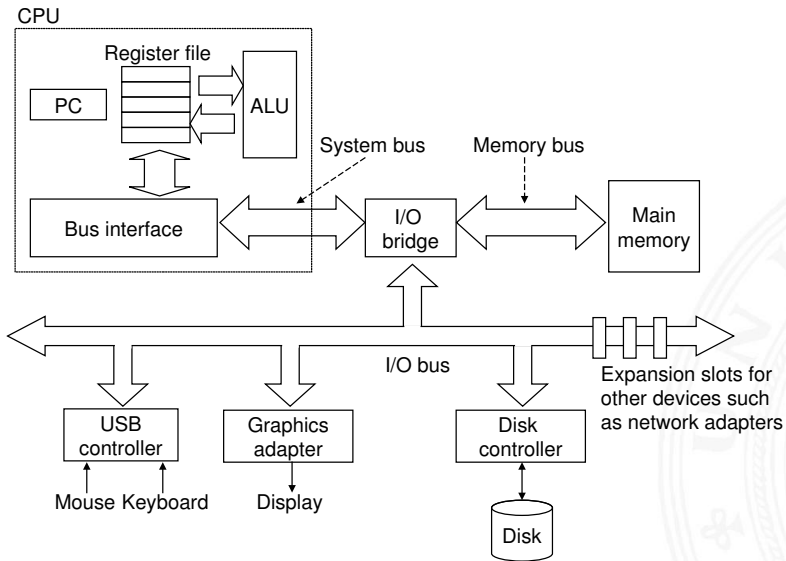 CPU
Register file
PC
ALU
System bus
Memory bus
Bus interface
I/O
bridge
Main
memory
I/O bus
Expansion slots for
other devices such
as network adapters
USB
controller
Graphics
adapter
Disk
controller
Mouse Keyboard
Display
Disk